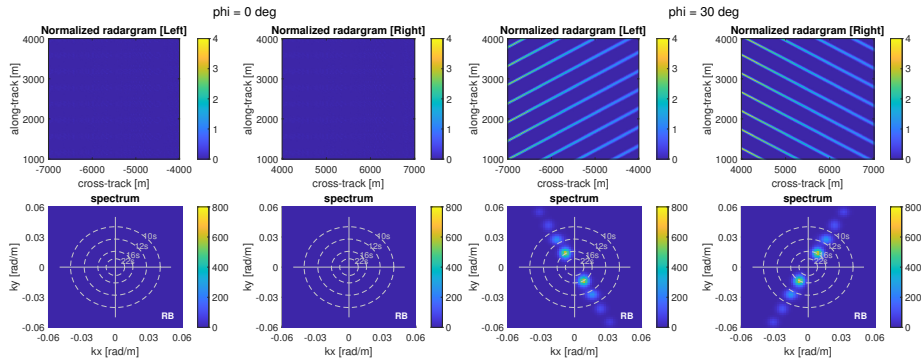 phi = 0 deg
phi = 30 deg
Normalized radargram [Left]
Normalized radargram [Right]
Normalized radargram [Left]
Normalized radargram [Right]
4000
3000
2000
1000
along-track [m]
-7000 -6000 -5000 -4000
cross-track [m]
4
3
2
1
0
4000
3000
2000
1000
along-track [m]
4000 5000 6000 7000
cross-track [m]
4
3
2
1
0
4000
3000
2000
1000
along-track [m]
-7000 -6000 -5000 -4000
cross-track [m]
4
3
2
1
0
4000
3000
2000
1000
along-track [m]
4000 5000 6000 7000
cross-track [m]
4
3
2
1
0
spectrum
spectrum
spectrum
spectrum
0.06
0.03
0
-0.03
-0.06
ky [rad/m]
10s
12s
16s
22s
RB
-0.06 -0.03 0 0.03 0.06
kx [rad/m]
800
600
400
200
0
0.06
0.03
0
-0.03
-0.06
ky [rad/m]
10s
12s
16s
22s
RB
-0.06 -0.03 0 0.03 0.06
kx [rad/m]
800
600
400
200
0
0.06
0.03
0
-0.03
-0.06
ky [rad/m]
10s
12s
16s
22s
RB
-0.06 -0.03 0 0.03 0.06
kx [rad/m]
800
600
400
200
0
0.06
0.03
0
-0.03
-0.06
ky [rad/m]
10s
12s
16s
22s
RB
-0.06 -0.03 0 0.03 0.06
kx [rad/m]
800
600
400
200
0